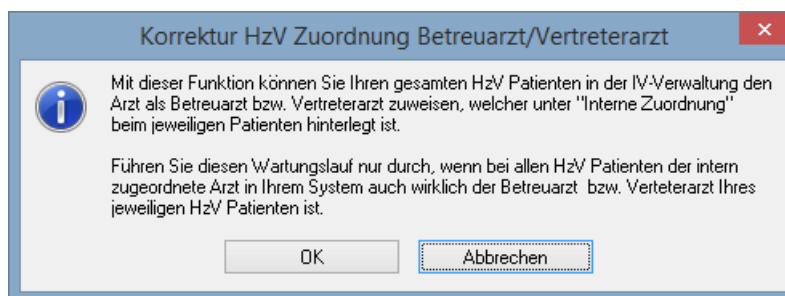 Korrektur HzV Zuordnung Betreuarzt/Vertreterarzt
Mit dieser Funktion können Sie Ihren gesamten HzV Patienten in der IV-Verwaltung den
Arzt als Betreuarzt bzw. Vertreterarzt zuweisen, welcher unter "Interne Zuordnung"
beim jeweiligen Patienten hinterlegt ist.
Führen Sie diesen Wartungslauf nur durch, wenn bei allen HzV Patienten der intern
zugeordnete Arzt in Ihrem System auch wirklich der Betreuarzt  bzw. Verteterarzt Ihres
jeweiligen HzV Patienten ist.
OK
Abbrechen